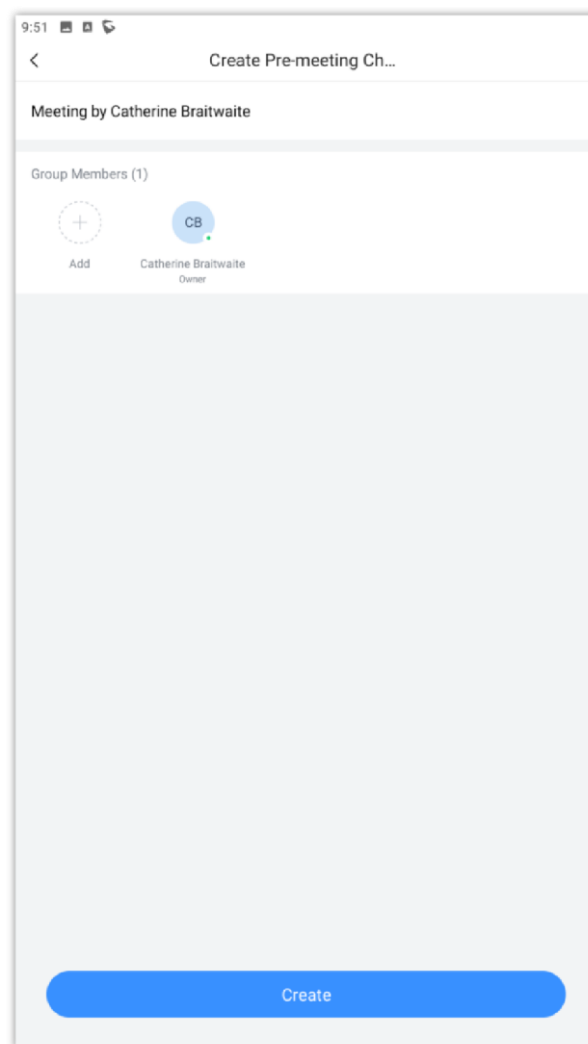 9:51
Create Pre-meeting Ch...
Meeting by Catherine Braitwaite
Group Members (1)
CB
Add
Catherine Braitwaite
Owner
Create